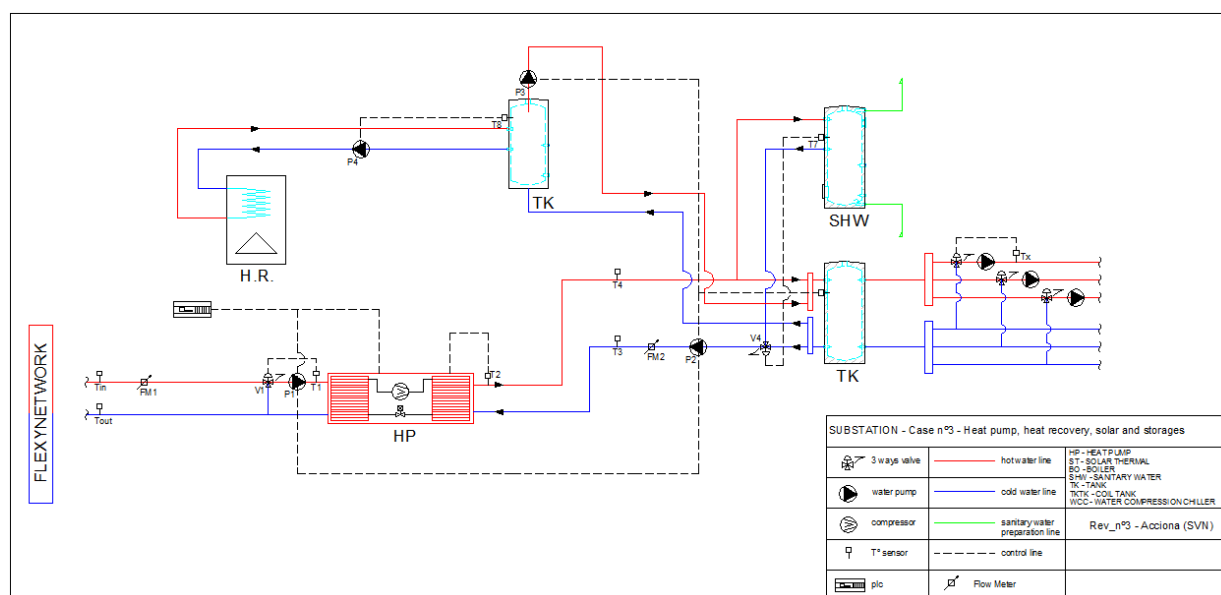 P3
T8
P4
TK
H.R.
T7
SHW
Tx
T4
T3
FM2
P2
V4
TK
T2
Tin
FM1
V1
P1
T1
Tout
HP
FLEXYNETWORK
SUBSTATION - Case nº3 - Heat pump, heat recovery, solar and storages
3 ways valve
hot water line
HP - HEAT PUMP
ST - SOLAR THERMAL
BO - BOILER
SHW - SANITARY WATER
TK - TANK
TKTK - COIL TANK
WCC - WATER COMPRESSION CHILLER
water pump
cold water line
compressor
sanitary water
preparation line
Rev_nº3 - Acciona (SVN)
Tº sensor
control line
plc
Flow Meter